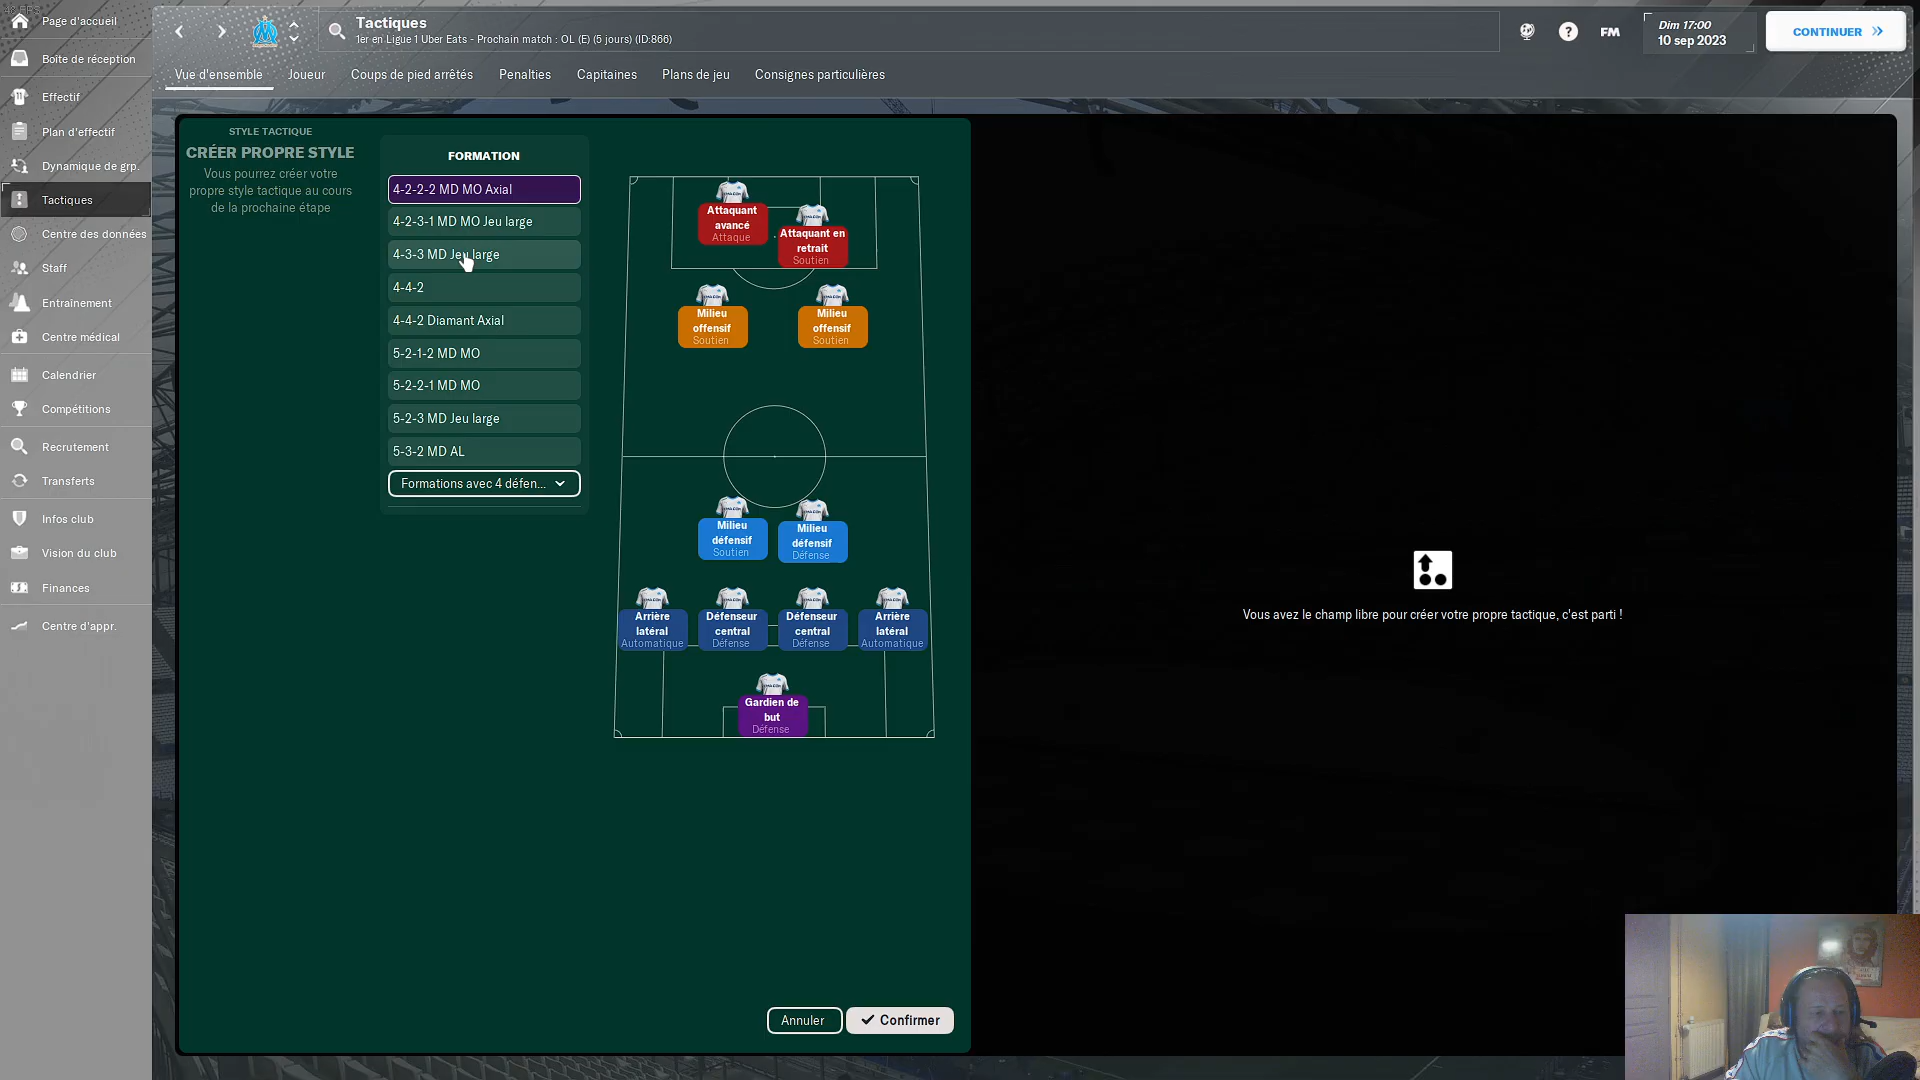 Page d'accueil
Boîte de réception
Effectif
Plan d'effectif
Dynamique de grp.
Tactiques
Centre des données
Staff
Entraînement
Centre médical
Calendrier
Compétitions
Recrutement
Transferts
Infos club
Vision du club
Finances
Centre d'appr.
Tactiques
1er en Ligue 1 Uber Eats - Prochain match : OL (E) (5 jours) (ID:866)
FM
Dim 17:00
10 sep 2023
CONTINUER
Vue d'ensemble
Joueur
Coups de pied arrêtés
Penalties
Capitaines
Plans de jeu
Consignes particulières
STYLE TACTIQUE
CRÉER PROPRE STYLE
Vous pourrez créer votre
propre style tactique au cours
de la prochaine étape
FORMATION
4-2-2-2 MD MO Axial
4-2-3-1 MD MO Jeu large
4-3-3 MD Jeu large
4-4-2
4-4-2 Diamant Axial
5-2-1-2 MD MO
5-2-2-1 MD MO
5-2-3 MD Jeu large
5-3-2 MD AL
Formations avec 4 défen...
Attaquant
avancé
Attaque
Attaquant en
retrait
Soutien
Milieu
offensif
Soutien
Milieu
offensif
Soutien
Milieu
défensif
Soutien
Milieu
défensif
Défense
Arrière
latéral
Automatique
Défenseur
central
Défense
Défenseur
central
Défense
Arrière
latéral
Automatique
Gardien de
but
Défense
Annuler
Confirmer
Vous avez le champ libre pour créer votre propre tactique, c'est parti !